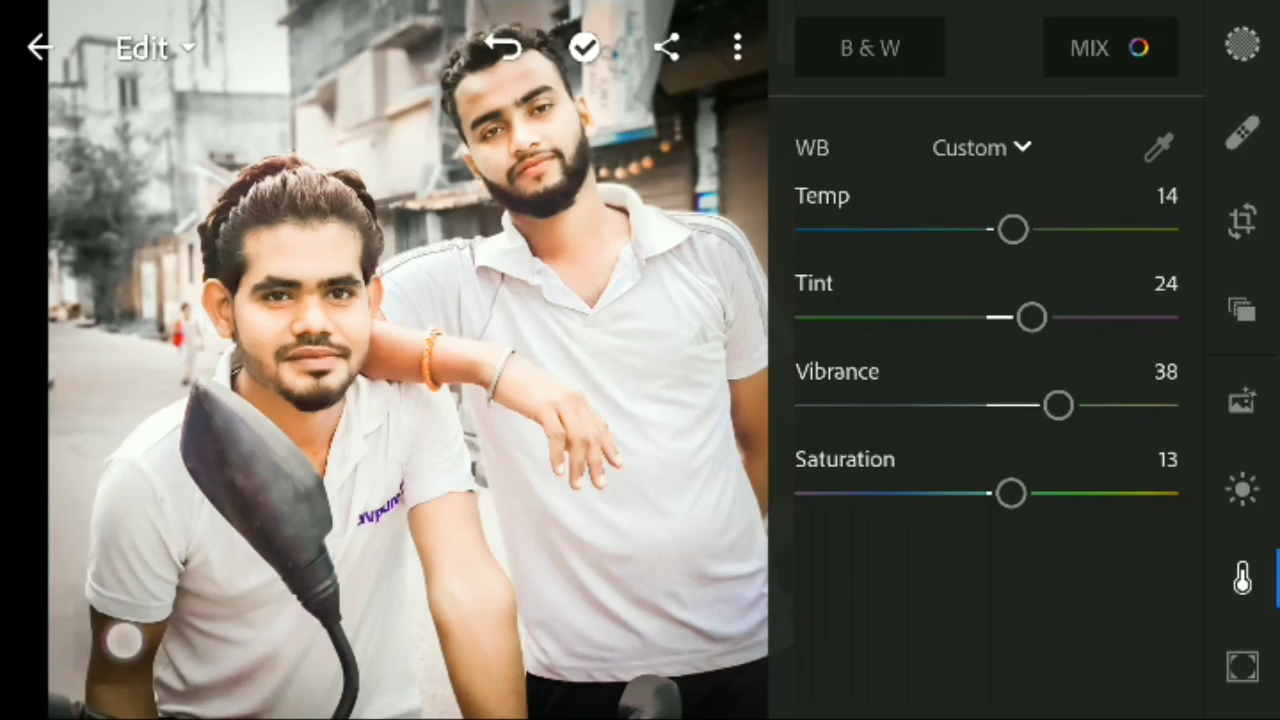 Edit
B & W
MIX
WB
Custom
Temp
14
Tint
24
Vibrance
38
Saturation
13